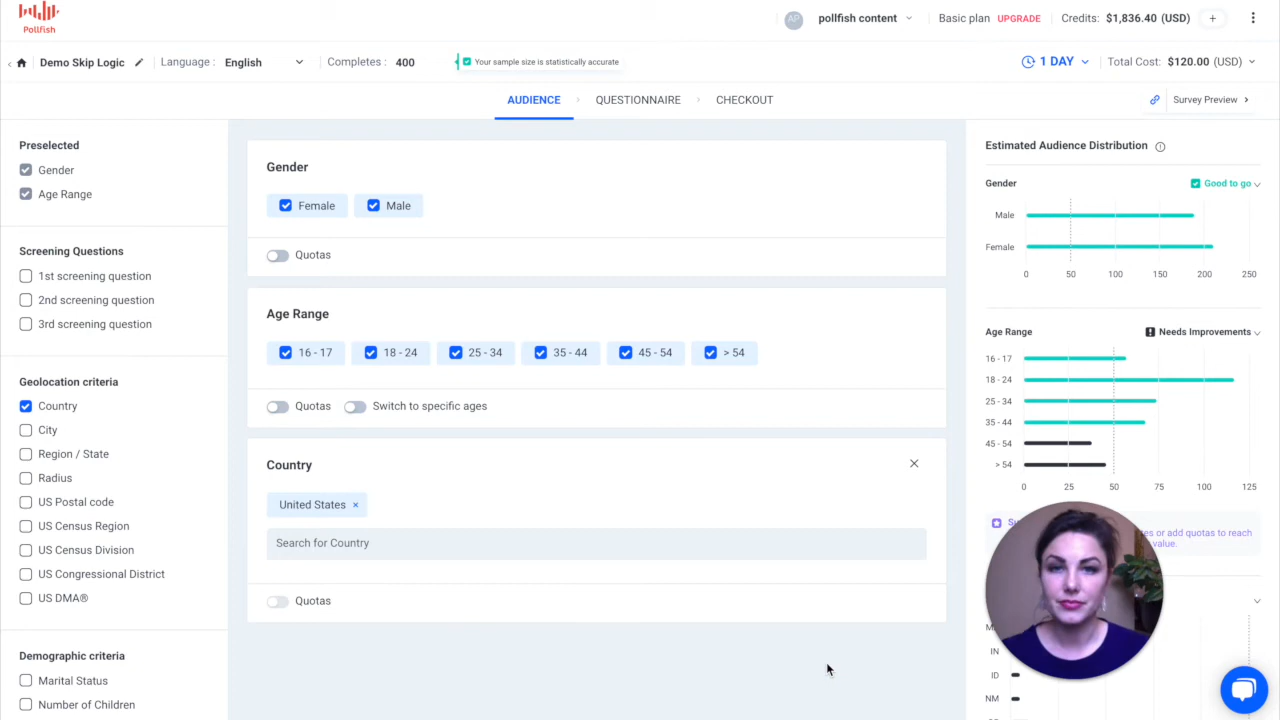 Pollfish
AP
pollfish content
Basic plan UPGRADE
Credits: $1,836.40 (USD)
+
Demo Skip Logic
Language : English
Completes : 400
Your sample size is statistically accurate
1 DAY
Total Cost: $120.00 (USD)
AUDIENCE
QUESTIONNAIRE
CHECKOUT
Survey Preview
Preselected
Gender
Age Range
Screening Questions
1st screening question
2nd screening question
3rd screening question
Geolocation criteria
Country
City
Region / State
Radius
US Postal code
US Census Region
US Census Division
US Congressional District
US DMA®
Demographic criteria
Marital Status
Number of Children
Gender
Female
Male
Quotas
Age Range
16 - 17
18 - 24
25 - 34
35 - 44
45 - 54
> 54
Quotas
Switch to specific ages
Country
United States ×
Search for Country
Quotas
Estimated Audience Distribution
Gender
Good to go
Male
Female
0 50 100 150 200 250
Age Range
Needs Improvements
16 - 17
18 - 24
25 - 34
35 - 44
45 - 54
> 54
0 25 50 75 100 125
or add quotas to reach
value.
IN
ID
NM